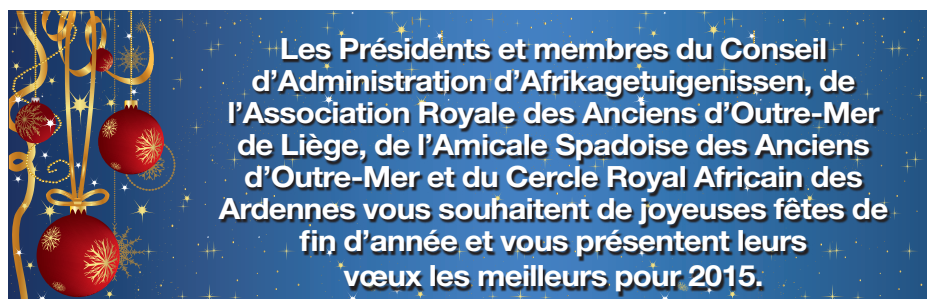 Les Présidents et membres du Conseil
d’Administration d’Afrikagetuigenissen, de
l’Association Royale des Anciens d’Outre-Mer
de Liège, de l’Amicale Spadoise des Anciens
d’Outre-Mer et du Cercle Royal Africain des
Ardennes vous souhaitent de joyeuses fêtes de
fin d’année et vous présentent leurs
vœux les meilleurs pour 2015.